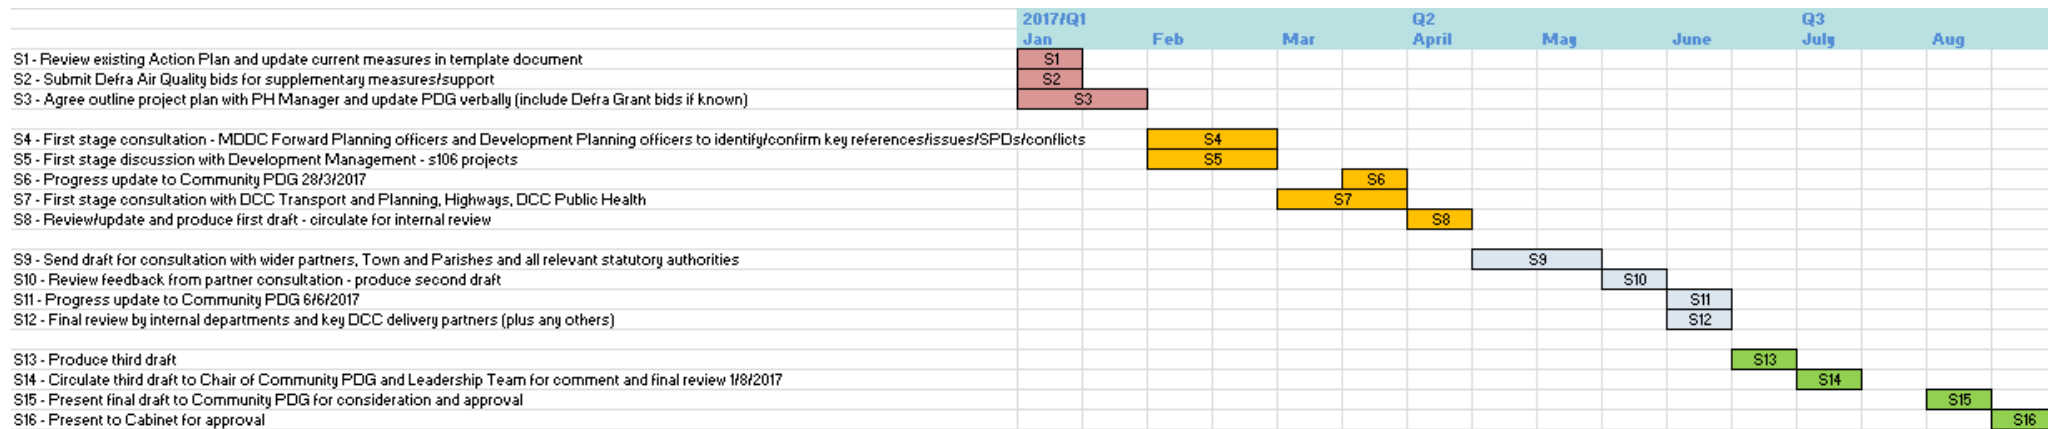 2017/Q1 Q2 Q3
Jan Feb Mar April May June July Aug
S1 - Review existing Action Plan and update current measures in template document S1
S2 - Submit Defra Air Quality bids for supplementary measures/support S2
S3 - Agree outline project plan with PH Manager and update PDG verbally (include Defra Grant bids if known) S3
S4 - First stage consultation - MDDC Forward Planning officers and Development Planning officers to identify/confirm key references/issues/SPDs/conflicts S4
S5 - First stage discussion with Development Management - s106 projects S5
S6 - Progress update to Community PDG 28/3/2017 S6
S7 - First stage consultation with DCC Transport and Planning, Highways, DCC Public Health S7
S8 - Review/update and produce first draft - circulate for internal review S8
S9 - Send draft for consultation with wider partners, Town and Parishes and all relevant statutory authorities S9
S10 - Review feedback from partner consultation - produce second draft S10
S11 - Progress update to Community PDG 6/6/2017 S11
S12 - Final review by internal departments and key DCC delivery partners (plus any others) S12
S13 - Produce third draft S13
S14 - Circulate third draft to Chair of Community PDG and Leadership Team for comment and final review 1/8/2017 S14
S15 - Present final draft to Community PDG for consideration and approval S15
S16 - Present to Cabinet for approval S16